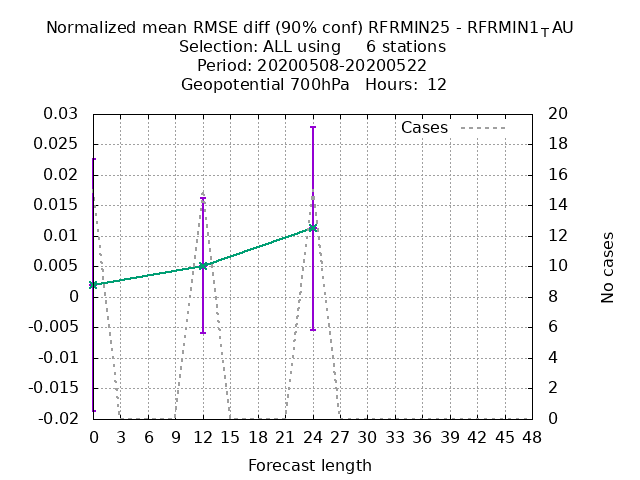 Normalized mean RMSE diff (90% conf) RFRMIN25 - RFRMIN1TAU
Selection: ALL using 6 stations
Period: 20200508-20200522
Geopotential 700hPa Hours: 12
0.03
0.025
0.02
0.015
0.01
0.005
0
-0.005
-0.01
-0.015
-0.02
Cases
20
18
16
14
12
10
8
6
4
2
0
No cases
0 3 6 9 12 15 18 21 24 27 30 33 36 39 42 45 48
Forecast length